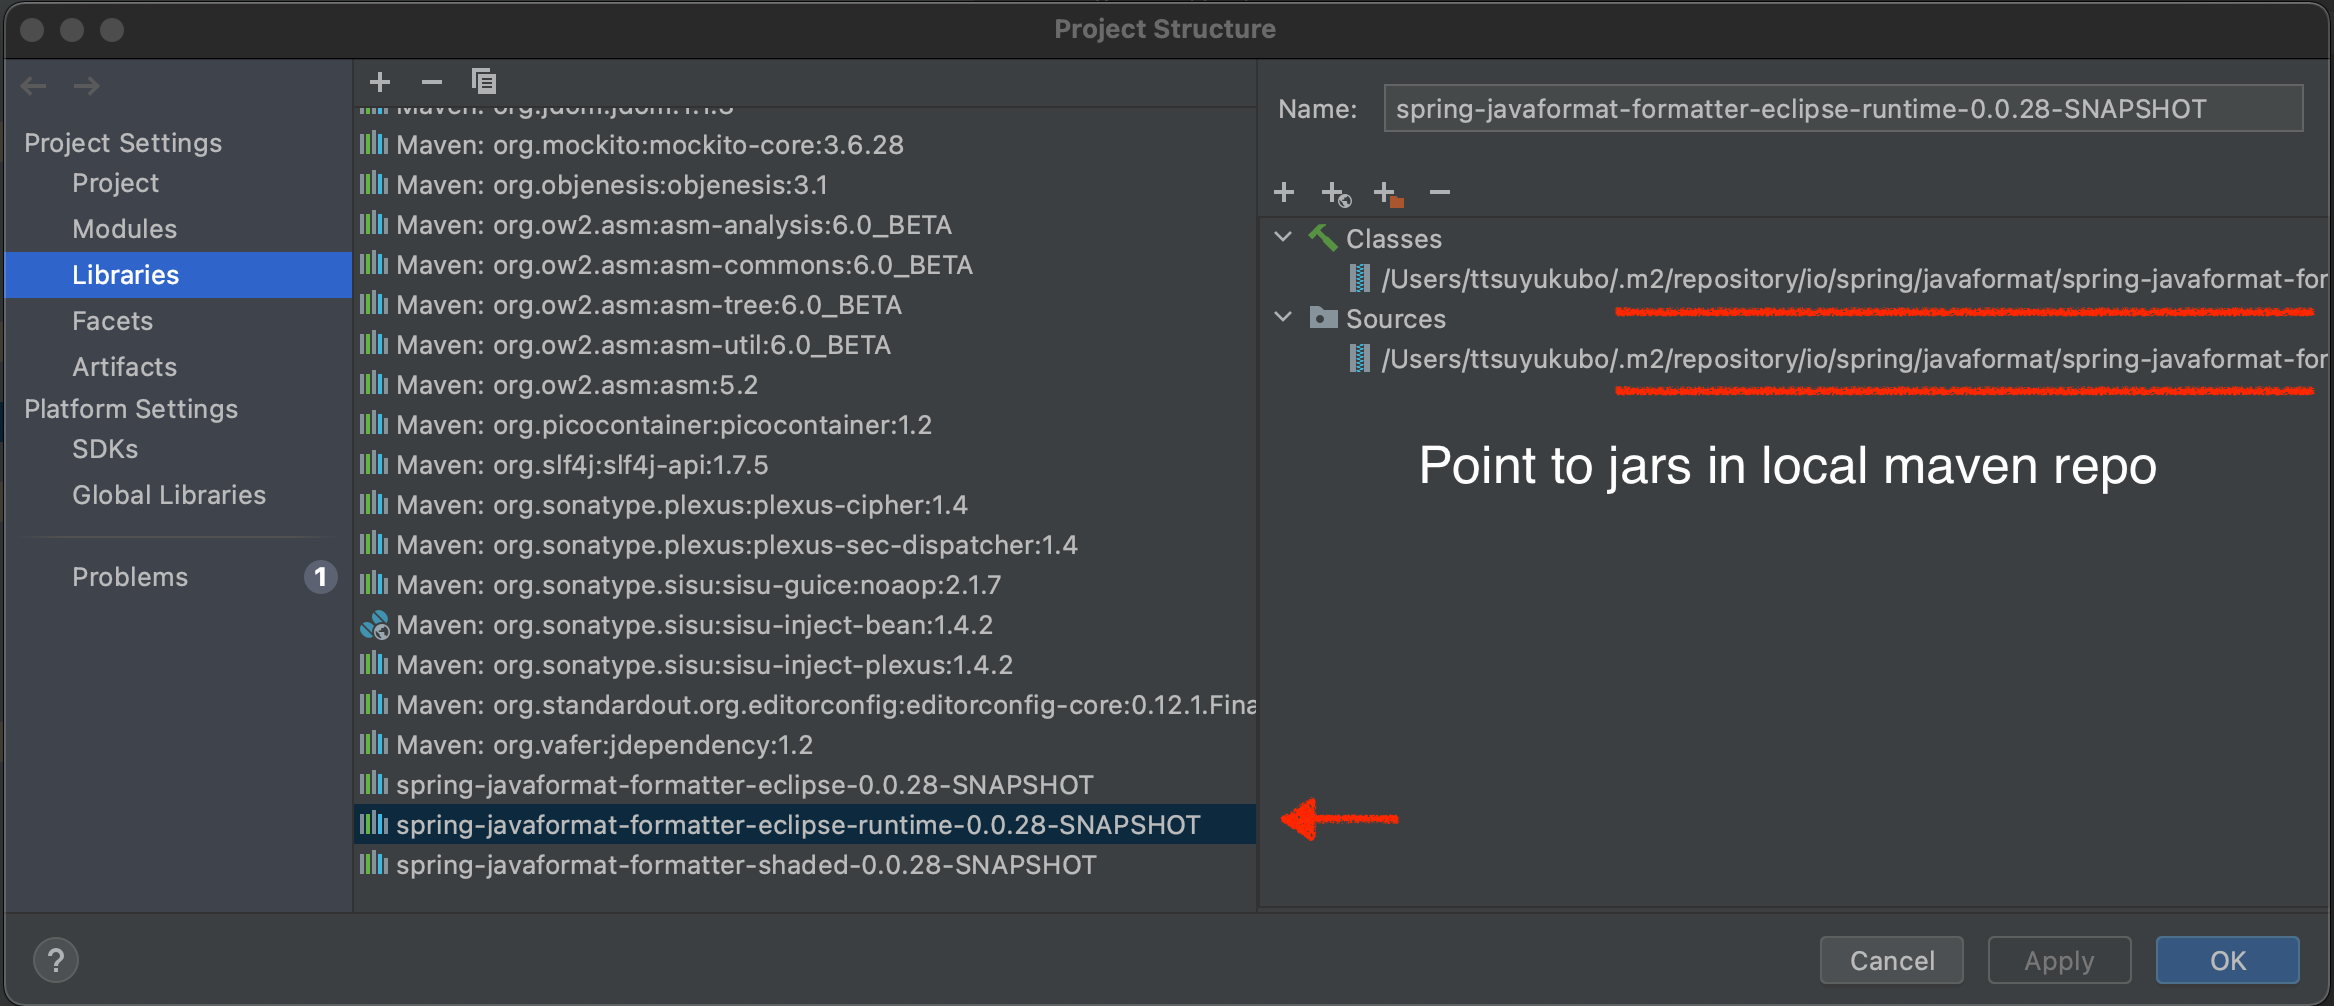 Project Structure
Project Settings
Project
Modules
Libraries
Facets
Artifacts
Platform Settings
SDKs
Global Libraries
Problems
1
Maven: org.jdom:jdom:1.1.3
Maven: org.mockito:mockito-core:3.6.28
Maven: org.objenesis:objenesis:3.1
Maven: org.ow2.asm:asm-analysis:6.0_BETA
Maven: org.ow2.asm:asm-commons:6.0_BETA
Maven: org.ow2.asm:asm-tree:6.0_BETA
Maven: org.ow2.asm:asm-util:6.0_BETA
Maven: org.ow2.asm:asm:5.2
Maven: org.picocontainer:picocontainer:1.2
Maven: org.slf4j:slf4j-api:1.7.5
Maven: org.sonatype.plexus:plexus-cipher:1.4
Maven: org.sonatype.plexus:plexus-sec-dispatcher:1.4
Maven: org.sonatype.sisu:sisu-guice:noaop:2.1.7
Maven: org.sonatype.sisu:sisu-inject-bean:1.4.2
Maven: org.sonatype.sisu:sisu-inject-plexus:1.4.2
Maven: org.standardout.org.editorconfig:editorconfig-core:0.12.1.Fina
Maven: org.vafer:jdependency:1.2
spring-javaformat-formatter-eclipse-0.0.28-SNAPSHOT
spring-javaformat-formatter-eclipse-runtime-0.0.28-SNAPSHOT
spring-javaformat-formatter-shaded-0.0.28-SNAPSHOT
Name: spring-javaformat-formatter-eclipse-runtime-0.0.28-SNAPSHOT
Classes
/Users/ttsuyukubo/.m2/repository/io/spring/javaformat/spring-javaformat-for
Sources
/Users/ttsuyukubo/.m2/repository/io/spring/javaformat/spring-javaformat-for
Point to jars in local maven repo
?
Cancel
Apply
OK